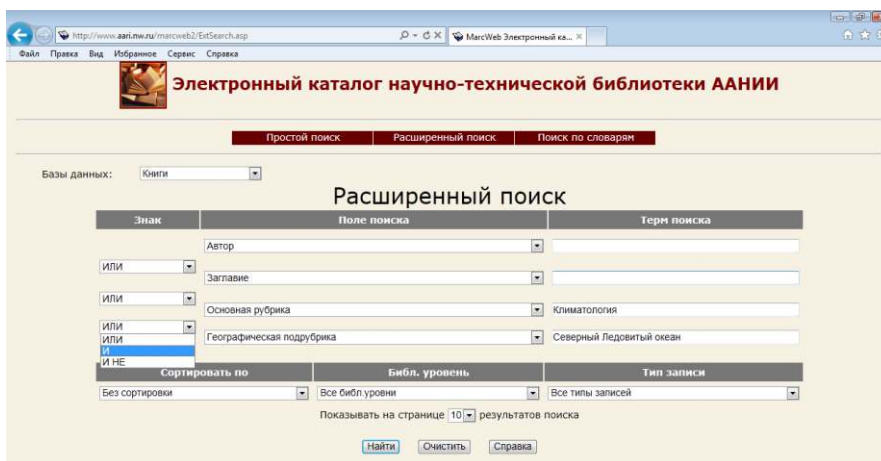 http://www.aari.nw.ru/marcweb2/ExtSearch.asp
MarcWeb Электронный ка...
Файл Правка Вид Избранное Сервис Справка
Электронный каталог научно-технической библиотеки ААНИИ
Простой поиск Расширенный поиск Поиск по словарям
Базы данных: Книги
Расширенный поиск
Знак Поле поиска Терм поиска
Автор
ИЛИ
Заглавие
ИЛИ
Основная рубрика Климатология
ИЛИ
ИЛИ Географическая подрубрика Северный Ледовитый океан
И
И НЕ
Сортировать по Библ. уровень Тип записи
Без сортировки Все библ.уровни Все типы записей
Показывать на странице 10 результатов поиска
Найти Очистить Справка